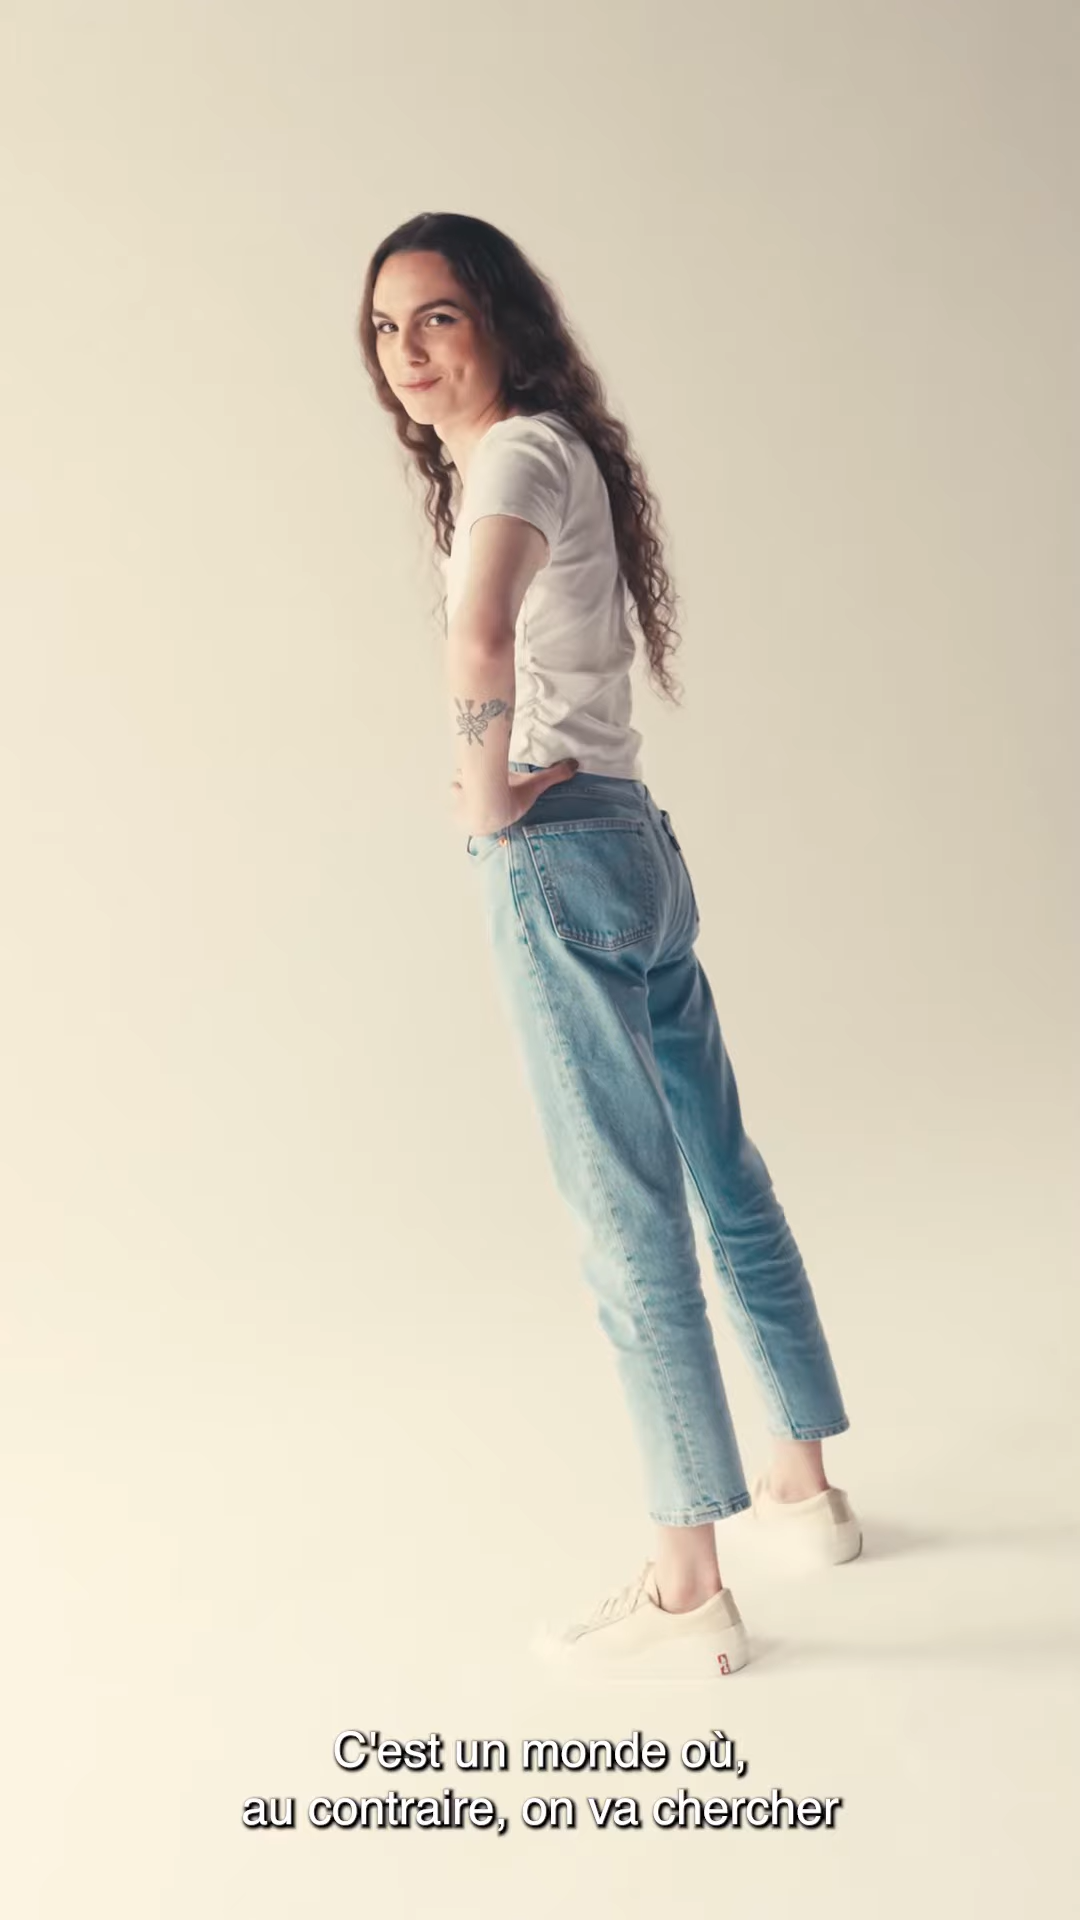 C'est un monde où,
au contraire, on va chercher